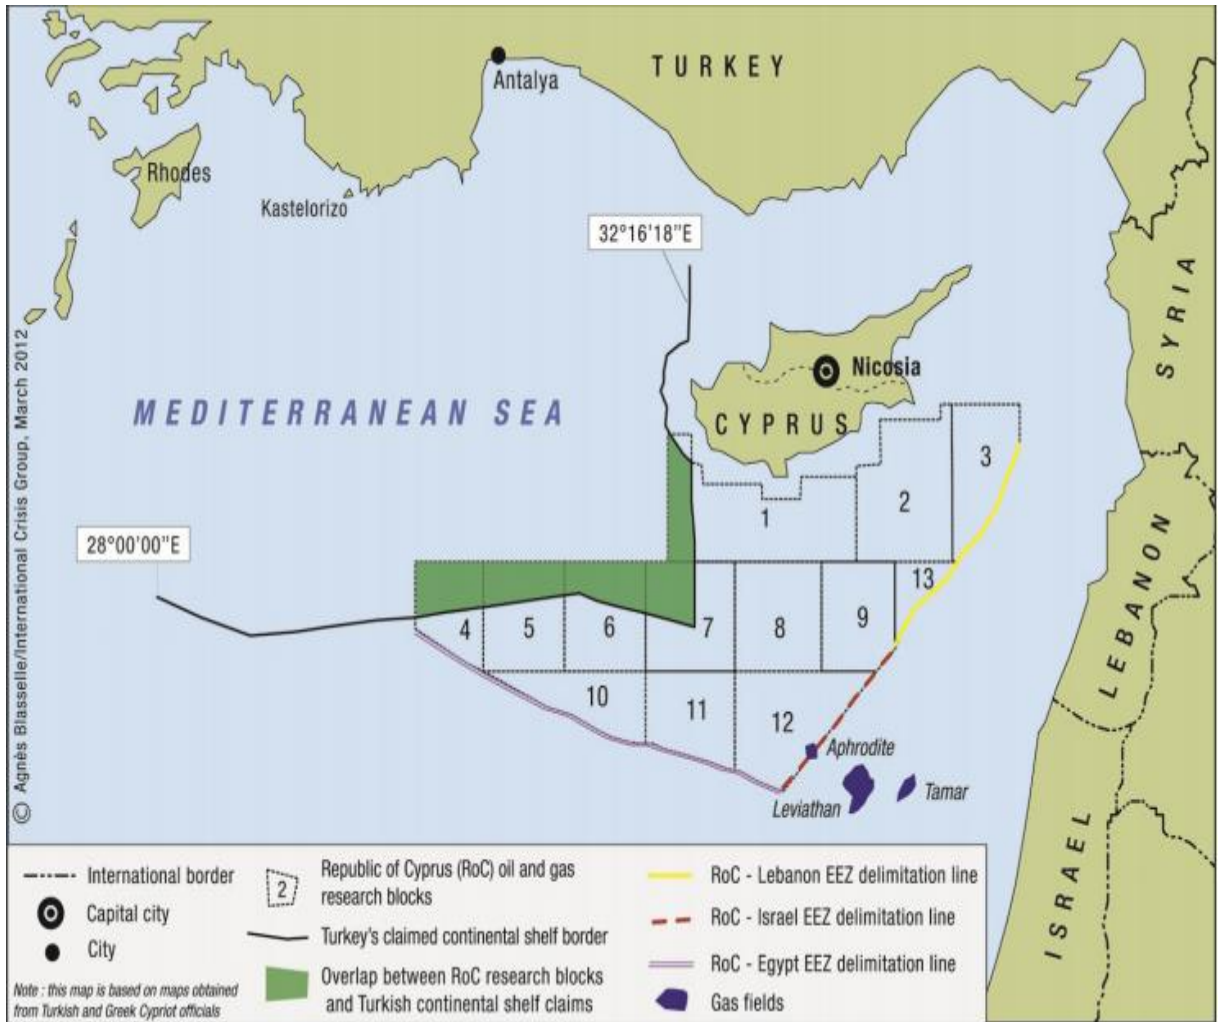 TURKEY
Antalya
Rhodes
Kastelorizo
32°16'18"E
SYRIA
Nicosia
CYPRUS
MEDITERRANEAN SEA
3
2
1
28°00'00"E
13
4
5
6
7
8
9
10
11
12
LEBANON
Aphrodite
Leviathan
Tamar
ISRAEL
© Agnès Blasselle/International Crisis Group, March 2012
International border
Capital city
City
Note : this map is based on maps obtained
from Turkish and Greek Cypriot officials
2
Republic of Cyprus (RoC) oil and gas
research blocks
Turkey's claimed continental shelf border
Overlap between RoC research blocks
and Turkish continental shelf claims
RoC - Lebanon EEZ delimitation line
RoC - Israel EEZ delimitation line
RoC - Egypt EEZ delimitation line
Gas fields